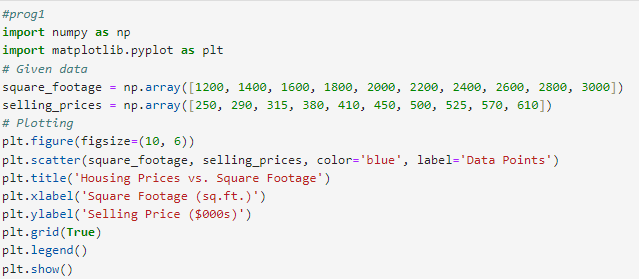 #prog1
import numpy as np
import matplotlib.pyplot as plt
# Given data
square_footage = np.array([1200, 1400, 1600, 1800, 2000, 2200, 2400, 2600, 2800, 3000])
selling_prices = np.array([250, 290, 315, 380, 410, 450, 500, 525, 570, 610])
# Plotting
plt.figure(figsize=(10, 6))
plt.scatter(square_footage, selling_prices, color='blue', label='Data Points')
plt.title('Housing Prices vs. Square Footage')
plt.xlabel('Square Footage (sq.ft.)')
plt.ylabel('Selling Price ($000s)')
plt.grid(True)
plt.legend()
plt.show()